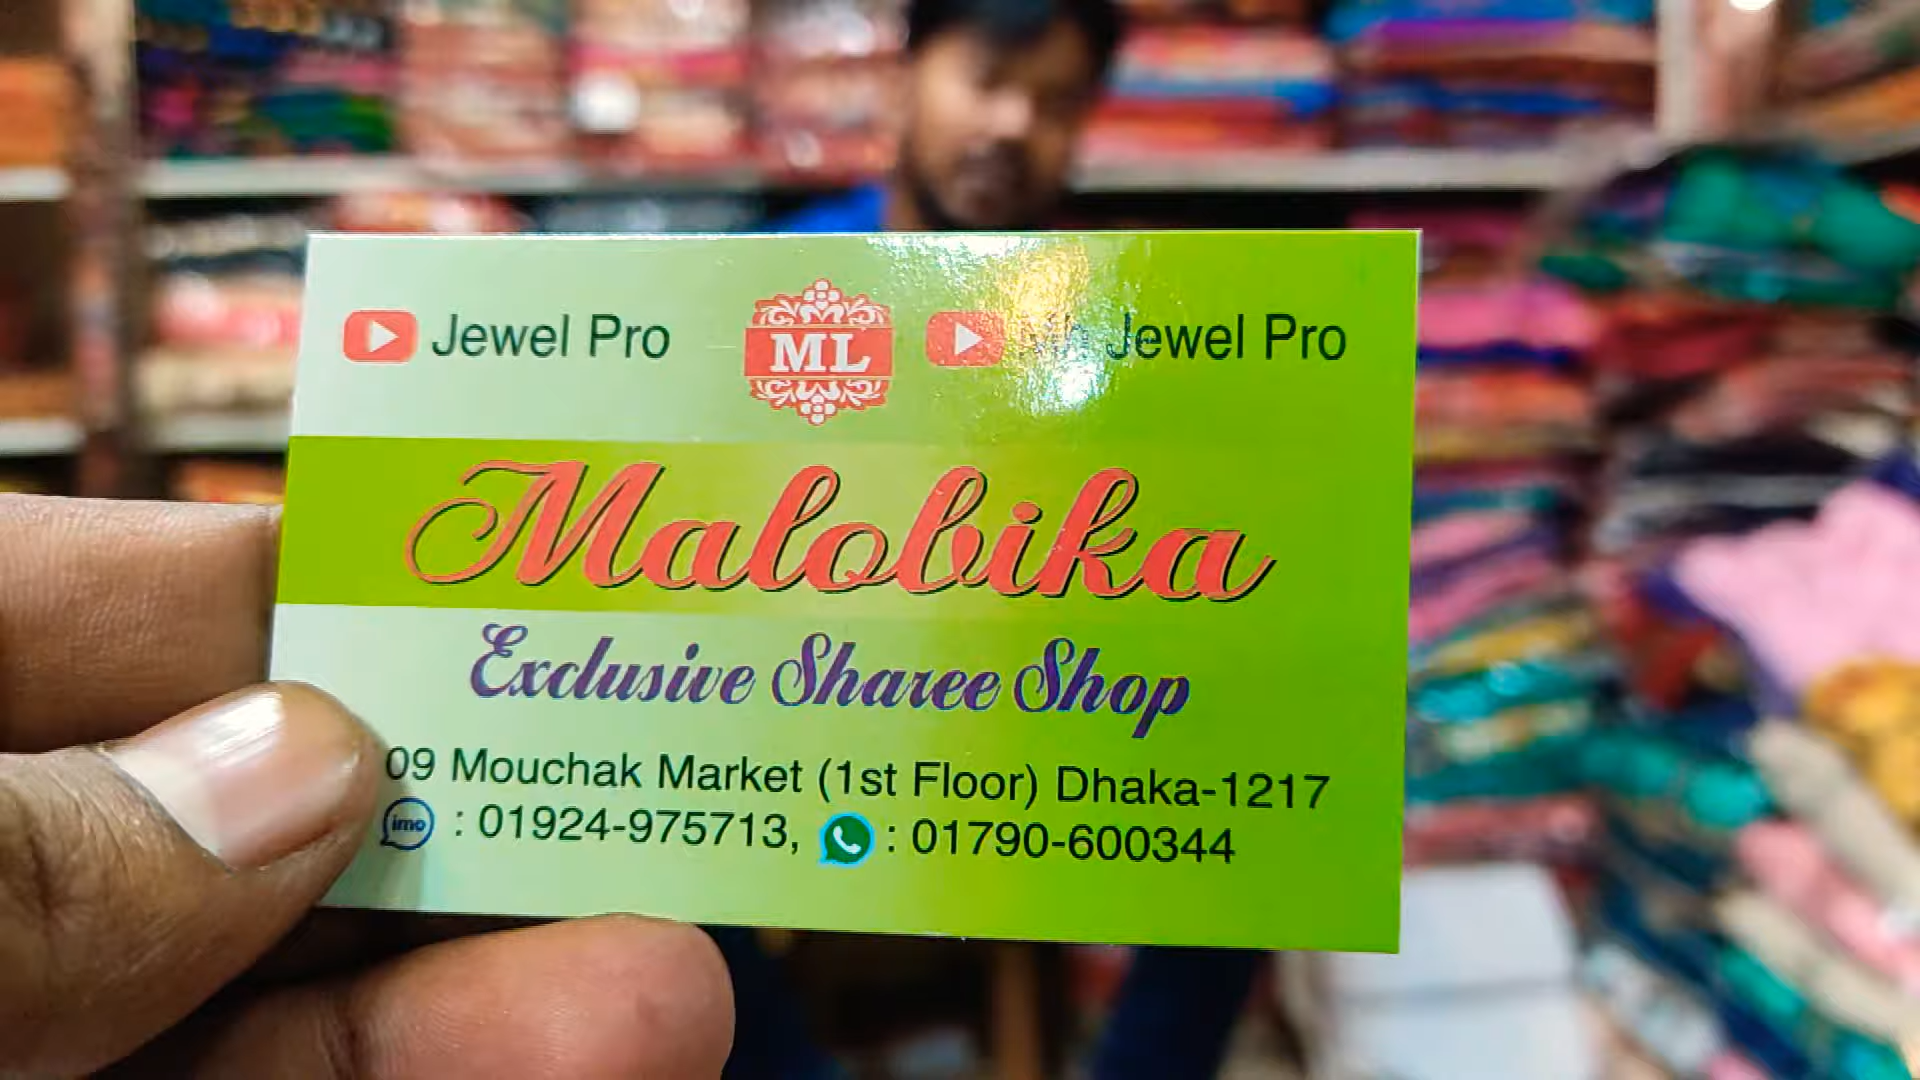 Jewel Pro
ML
Jewel Pro
Malobika
Exclusive Sharee Shop
09 Mouchak Market (1st Floor) Dhaka-1217
imo : 01924-975713, : 01790-600344